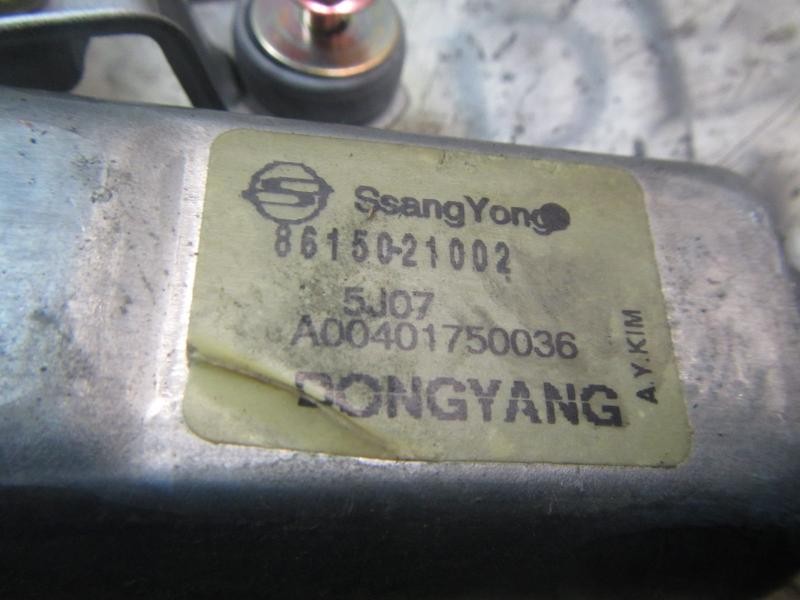 SsangYong
86150-21002
5J07
A00401750036
DONGYANG
A.Y.KIM